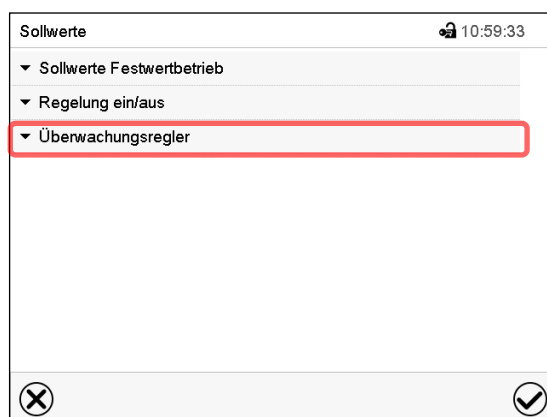 Sollwerte 10:59:33
Sollwerte Festwertbetrieb
Regelung ein/aus
Überwachungsregler